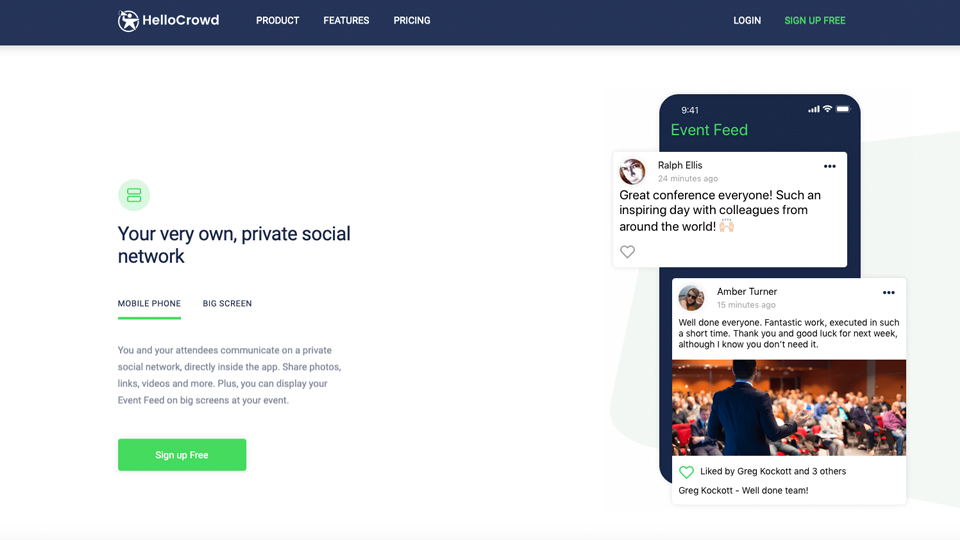 HelloCrowd
PRODUCT
FEATURES
PRICING
LOGIN
SIGN UP FREE
Your very own, private social
network
MOBILE PHONE
BIG SCREEN
You and your attendees communicate on a private
social network, directly inside the app. Share photos,
links, videos and more. Plus, you can display your
Event Feed on big screens at your event.
Sign up Free
9:41
Event Feed
Ralph Ellis
24 minutes ago
Great conference everyone! Such an
inspiring day with colleagues from
around the world! 🙌🏻
Amber Turner
15 minutes ago
Well done everyone. Fantastic work, executed in such
a short time. Thank you and good luck for next week,
although I know you don’t need it.
Liked by Greg Kockott and 3 others
Greg Kockott - Well done team!